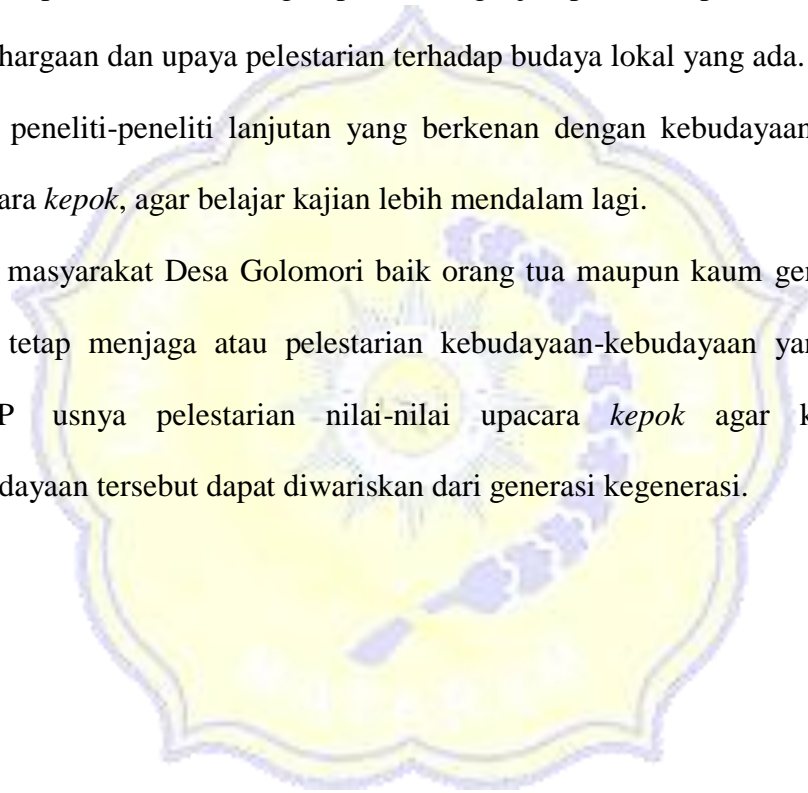 hargaan dan upaya pelestarian terhadap budaya lokal yang ada.
peneliti-peneliti lanjutan yang berkenan dengan kebudayaan
ara kepok, agar belajar kajian lebih mendalam lagi.
masyarakat Desa Golomori baik orang tua maupun kaum gen
tetap menjaga atau pelestarian kebudayaan-kebudayaan yan
P usnya pelestarian nilai-nilai upacara kepok agar k
dayaan tersebut dapat diwariskan dari generasi kegenerasi.